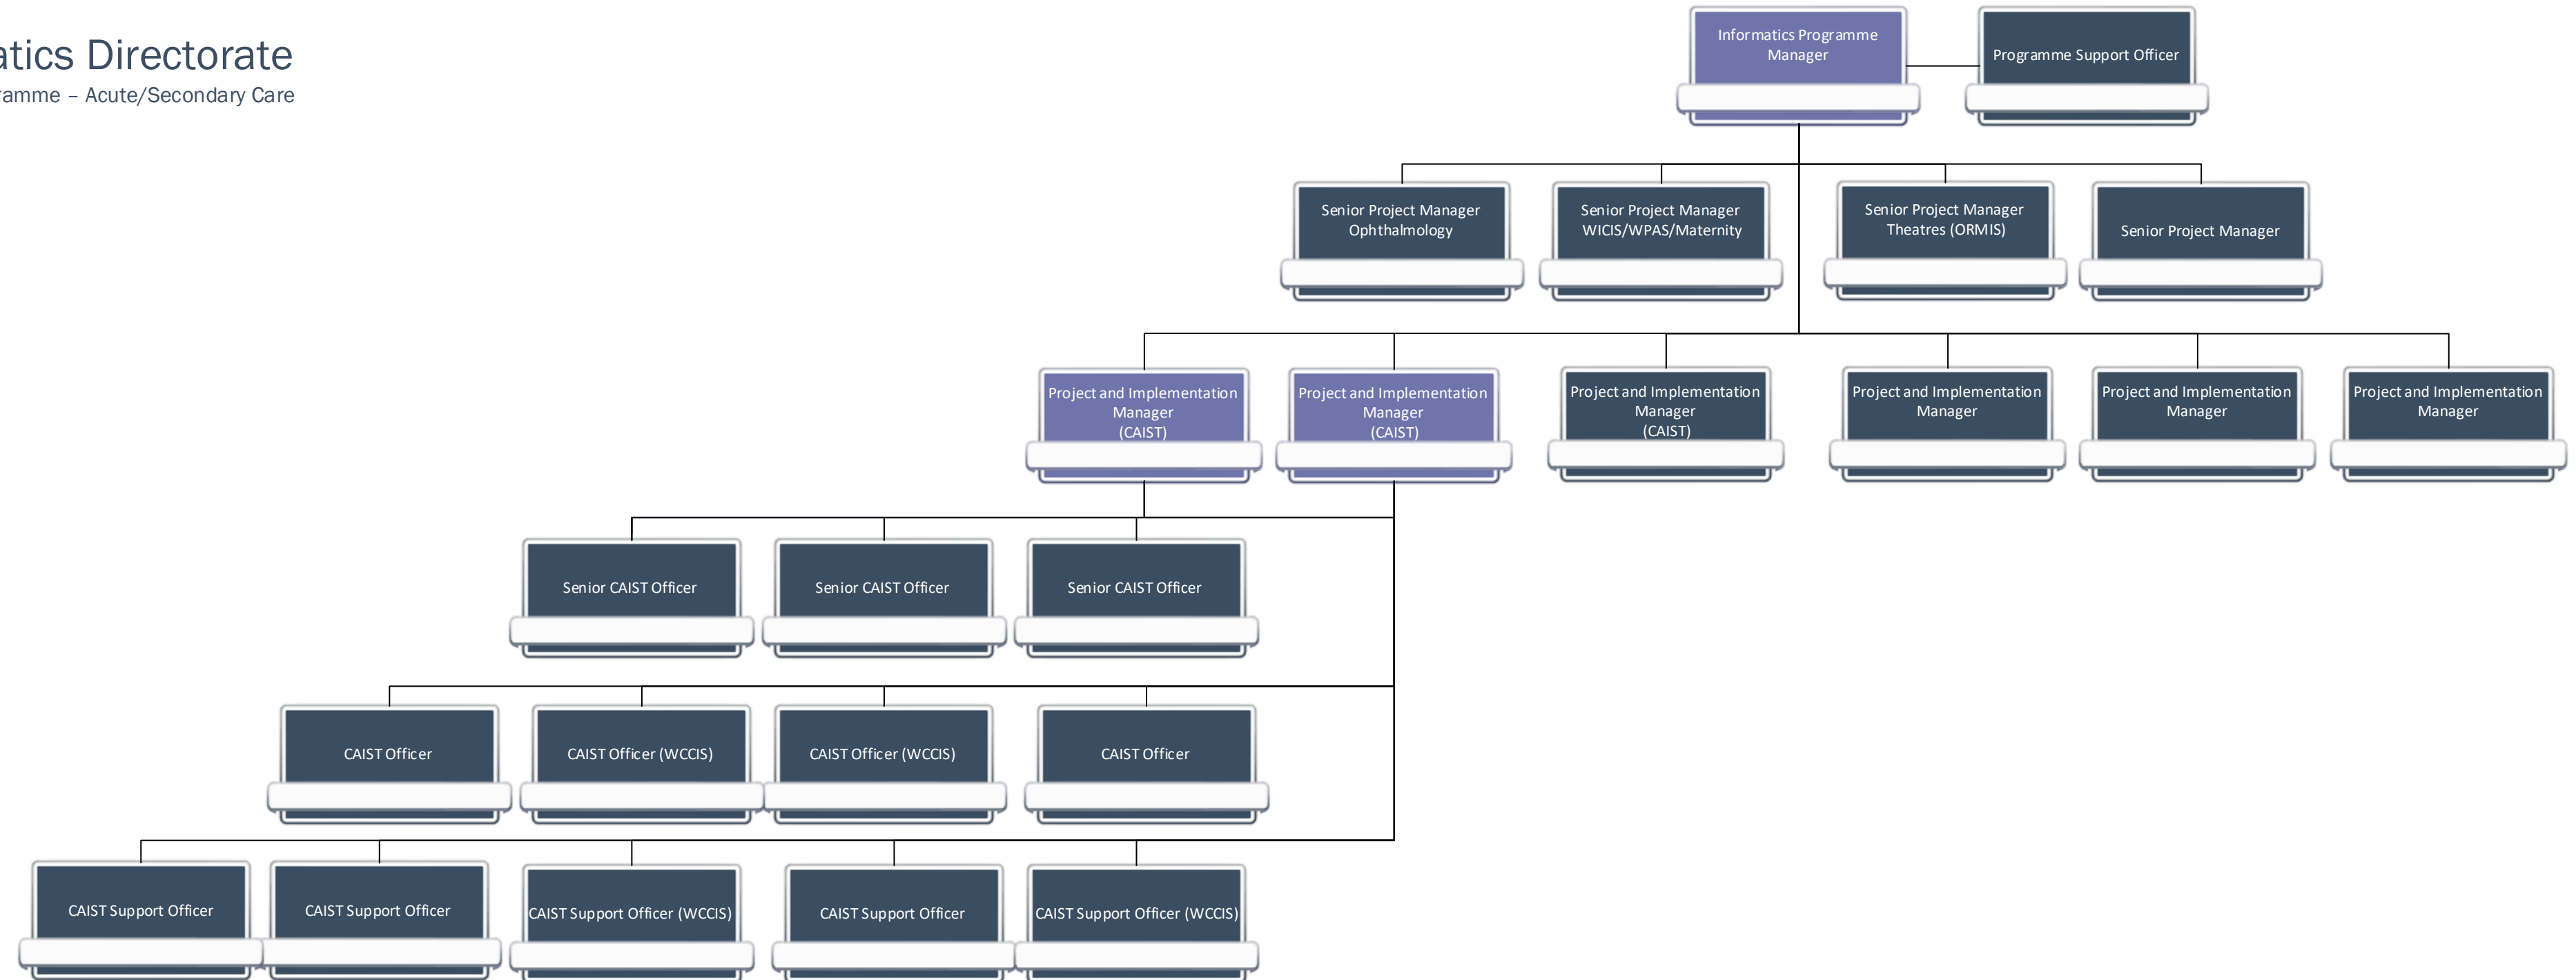 Directorate
– Acute/Secondary Care
Informatics Programme
Manager
Programme Support Officer
Senior Project Manager
Ophthalmology
Senior Project Manager
WICIS/WPAS/Maternity
Senior Project Manager
Theatres (ORMIS)
Senior Project Manager
Project and Implementation
Manager
(CAIST)
Project and Implementation
Manager
(CAIST)
Project and Implementation
Manager
(CAIST)
Project and Implementation
Manager
Project and Implementation
Manager
Project and Implementation
Manager
Senior CAIST Officer
Senior CAIST Officer
Senior CAIST Officer
CAIST Officer
CAIST Officer (WCCIS)
CAIST Officer (WCCIS)
CAIST Officer
CAIST Support Officer
CAIST Support Officer
CAIST Support Officer (WCCIS)
CAIST Support Officer
CAIST Support Officer (WCCIS)